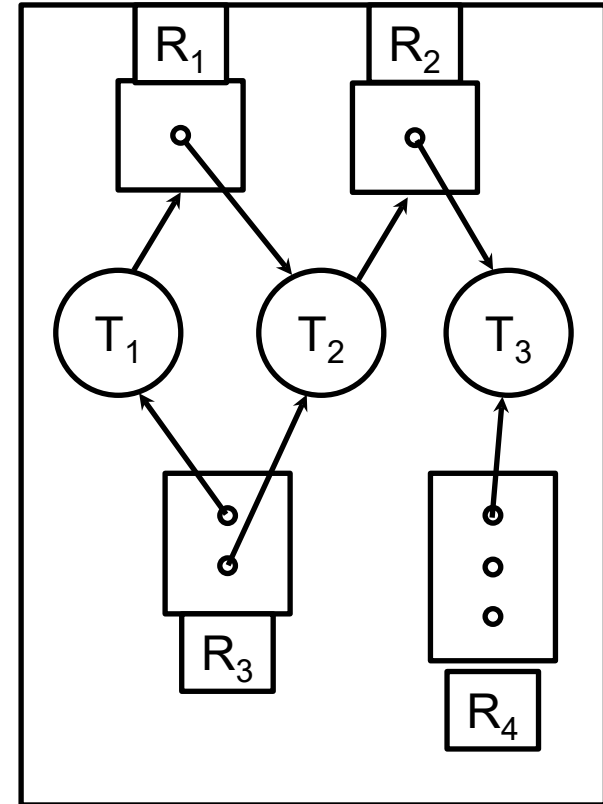 R₁ R₂
T₁ T₂ T₃
R₃
R₄